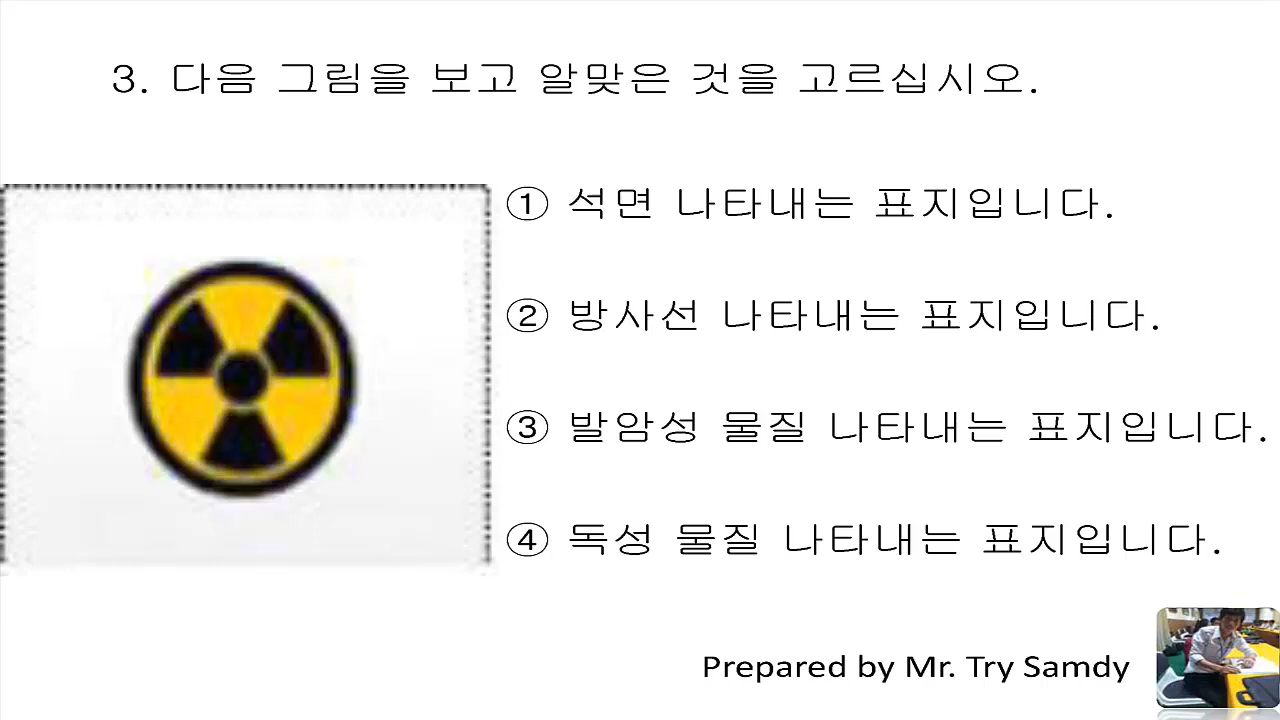 3. 다음 그림을 보고 알맞은 것을 고르십시오.
① 석면 나타내는 표지입니다.
② 방사선 나타내는 표지입니다.
③ 발암성 물질 나타내는 표지입니다.
④ 독성 물질 나타내는 표지입니다.
Prepared by Mr. Try Samdy